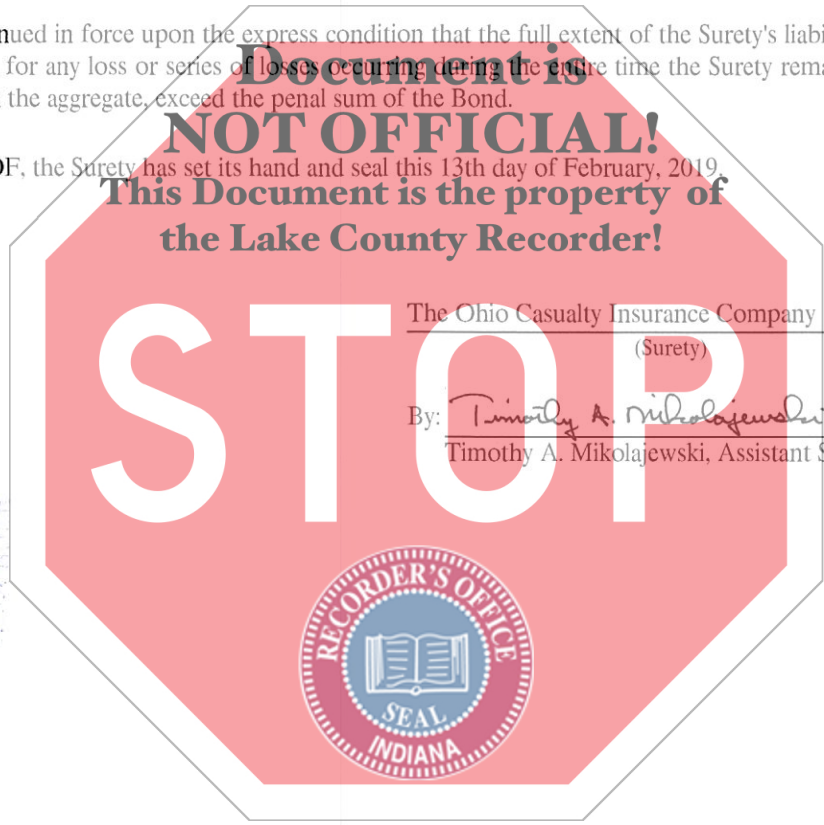 nued in force upon the express condition that the full extent of the Surety's liabi
for any loss or series of losses occurring during the entire time the Surety rema
the aggregate, exceed the penal sum of the Bond.
Document is
NOT OFFICIAL!
OF, the Surety has set its hand and seal this 13th day of February, 2019.
This Document is the property of
the Lake County Recorder!
STOP
The Ohio Casualty Insurance Company
(Surety)
By: Timothy A. Mikolajewski
Timothy A. Mikolajewski, Assistant S
RECORDER'S OFFICE
SEAL
INDIANA